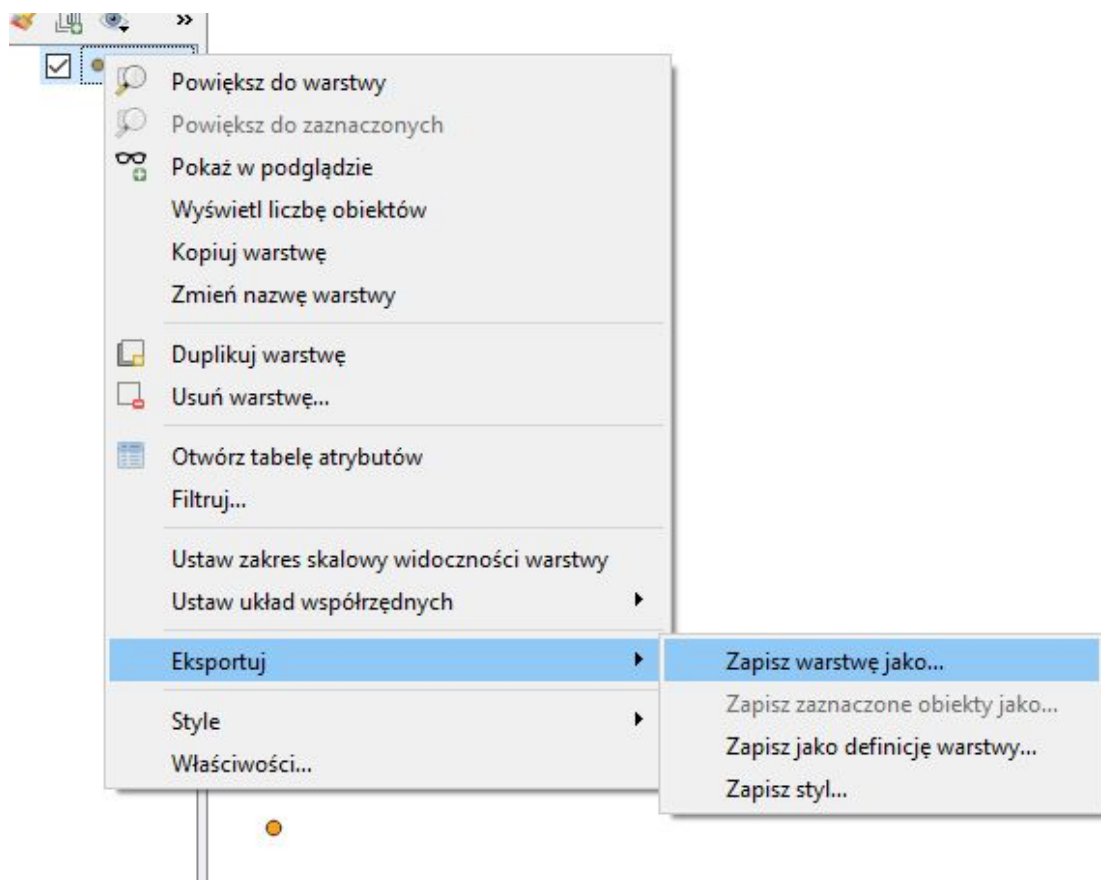 »
Powiększ do warstwy
Powiększ do zaznaczonych
Pokaż w podglądzie
Wyświetl liczbę obiektów
Kopiuj warstwę
Zmień nazwę warstwy
Duplikuj warstwę
Usuń warstwę...
Otwórz tabelę atrybutów
Filtruj...
Ustaw zakres skalowy widoczności warstwy
Ustaw układ współrzędnych
Eksportuj
Zapisz warstwę jako...
Zapisz zaznaczone obiekty jako...
Zapisz jako definicję warstwy...
Zapisz styl...
Style
Właściwości...